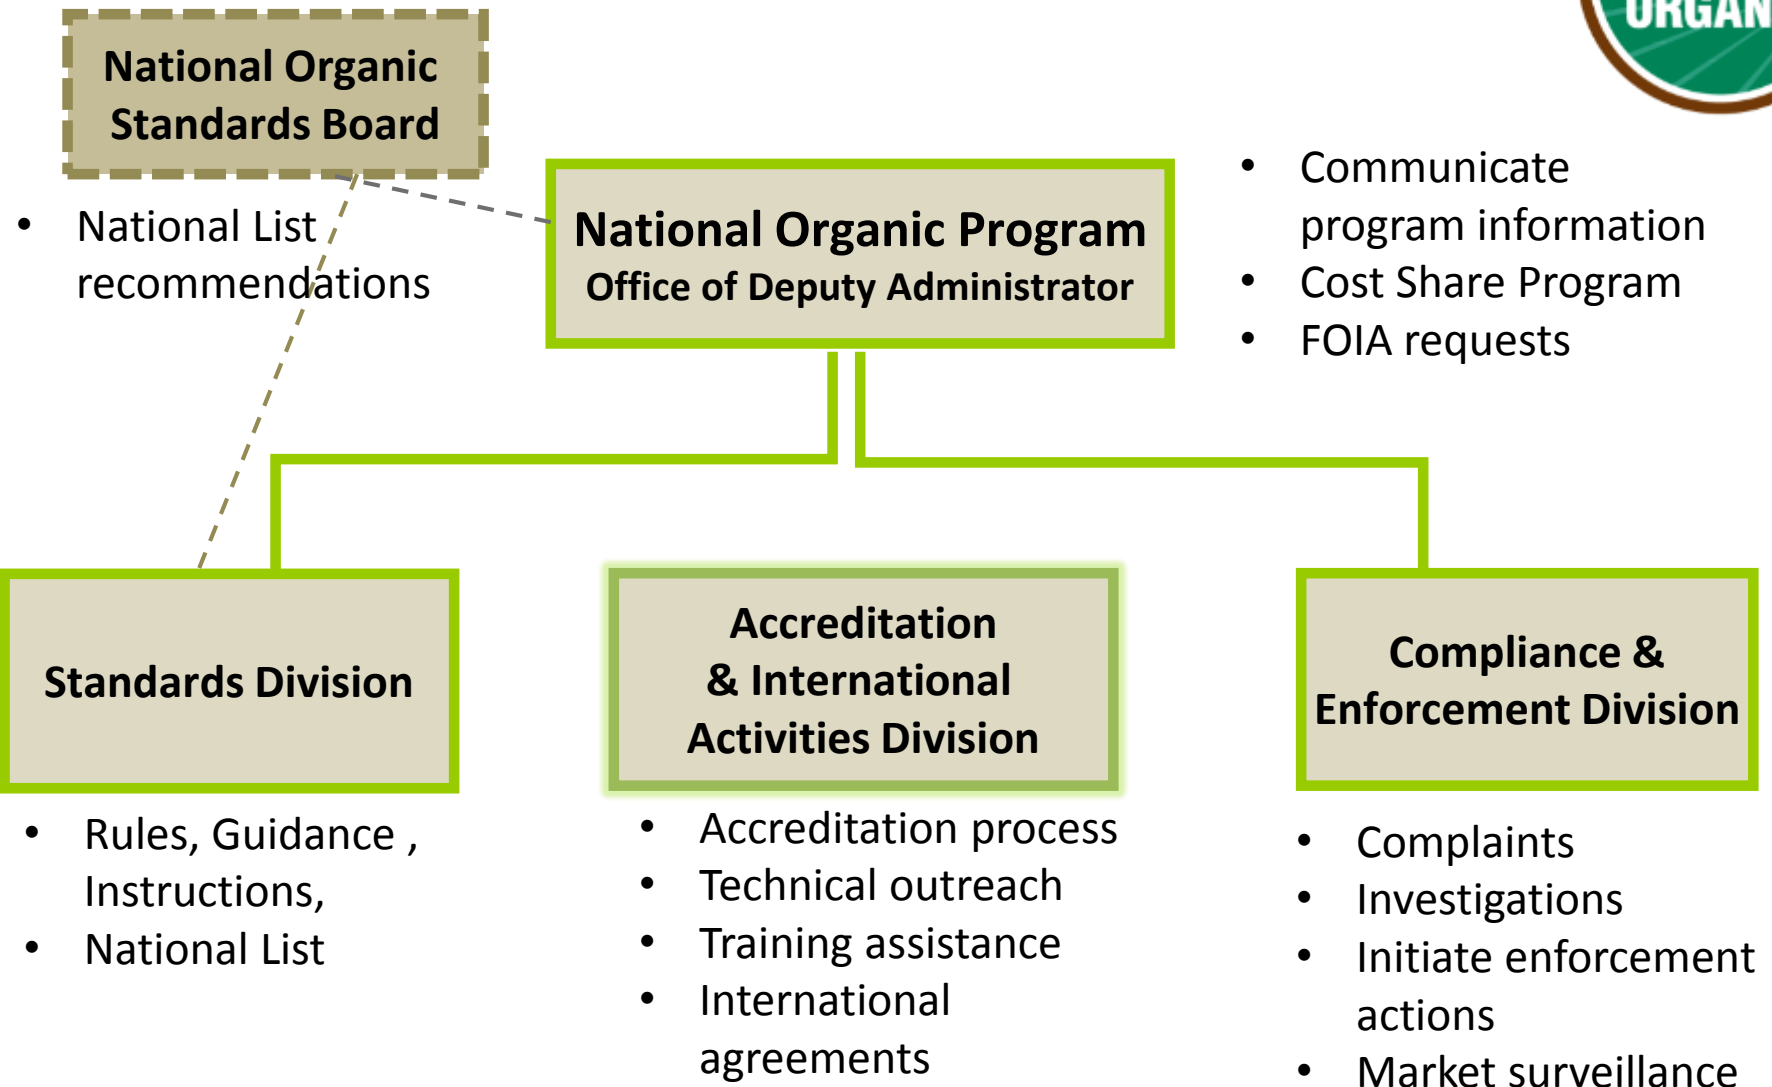 ORGAN
National Organic
Standards Board
• National List
recommendations
National Organic Program
Office of Deputy Administrator
• Communicate
program information
• Cost Share Program
• FOIA requests
Standards Division
• Rules, Guidance ,
Instructions,
• National List
Accreditation
& International
Activities Division
• Accreditation process
• Technical outreach
• Training assistance
• International
agreements
Compliance &
Enforcement Division
• Complaints
• Investigations
• Initiate enforcement
actions
• Market surveillance